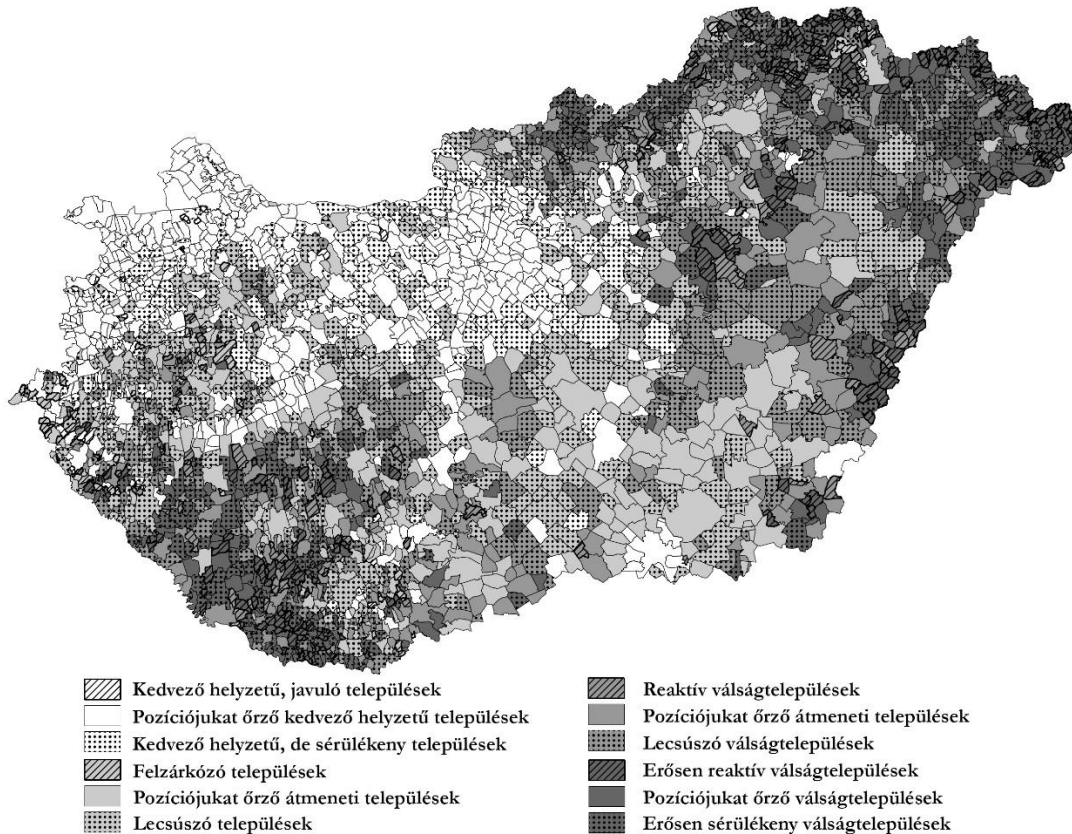 Kedvező helyzetű, javuló települések
Pozíciójukat őrző kedvező helyzetű települések
Kedvező helyzetű, de sérülékeny települések
Felzárkózó települések
Pozíciójukat őrző átmeneti települések
Lecsúszó települések
Reaktív válságtelepülések
Pozíciójukat őrző átmeneti települések
Lecsúszó válságtelepülések
Erősen reaktív válságtelepülések
Pozíciójukat őrző válságtelepülések
Erősen sérülékeny válságtelepülések